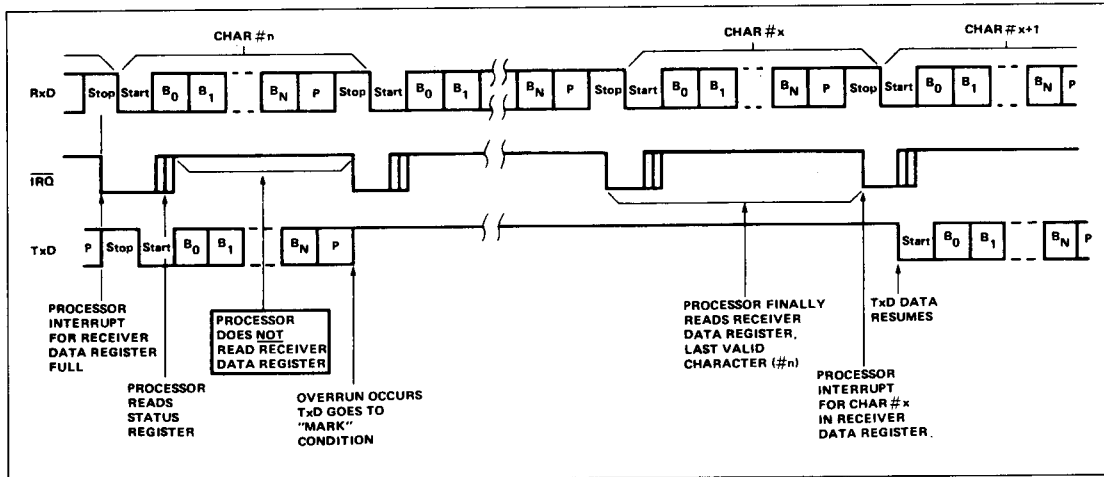 CHAR #n CHAR #x CHAR #x+1
RxD Stop Start B0 B1 BN P Stop Start B0 B1 BN P Stop Start B0 B1 BN P Stop Start B0 B1 BN P
IRQ
TxD P Stop Start B0 B1 BN P Start B0 B1 BN P
PROCESSOR
INTERRUPT
FOR RECEIVER
DATA REGISTER
FULL
PROCESSOR
READS
STATUS
REGISTER
PROCESSOR
DOES NOT
READ RECEIVER
DATA REGISTER
OVERRUN OCCURS
TxD GOES TO
"MARK"
CONDITION
PROCESSOR FINALLY
READS RECEIVER
DATA REGISTER,
LAST VALID
CHARACTER (#n)
PROCESSOR
INTERRUPT
FOR CHAR #x
IN RECEIVER
DATA REGISTER.
TxD DATA
RESUMES